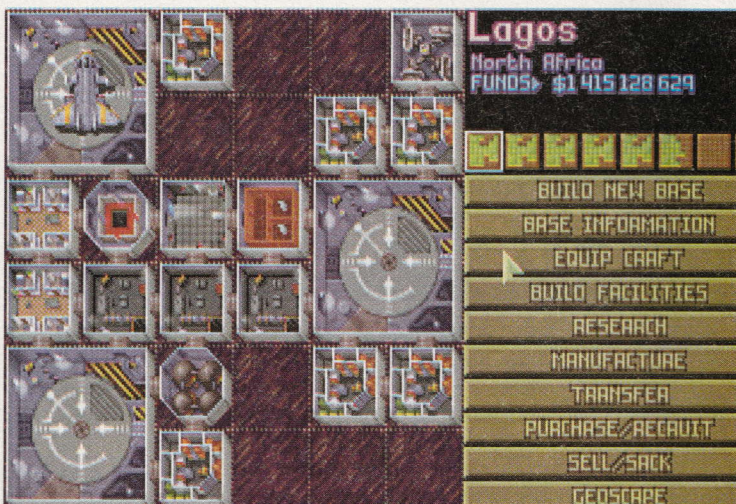 Lagos
North Africa
FUNDS> $1 415 128 629
BUILD NEW BASE
BASE INFORMATION
EQUIP CRAFT
BUILD FACILITIES
RESEARCH
MANUFACTURE
TRANSFER
PURCHASE/RECRUIT
SELL/SACK
GEOSCAPE